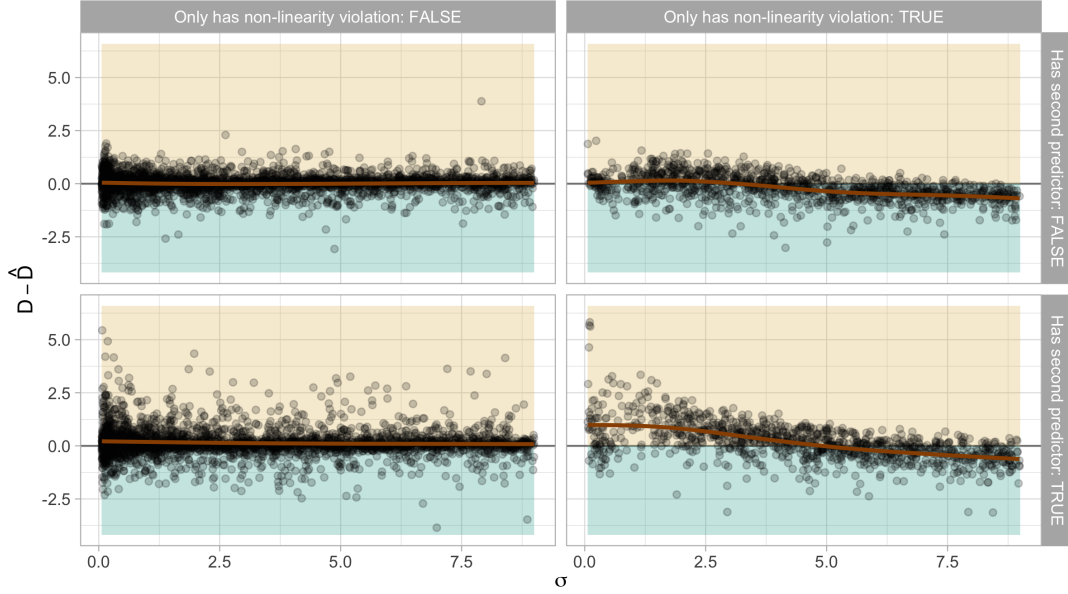 Only has non-linearity violation: FALSE
Only has non-linearity violation: TRUE
5.0
2.5
0.0
-2.5
Has second predictor: FALSE
D − D̂
5.0
2.5
0.0
-2.5
Has second predictor: TRUE
0.0 2.5 5.0 7.5
0.0 2.5 5.0 7.5
σ